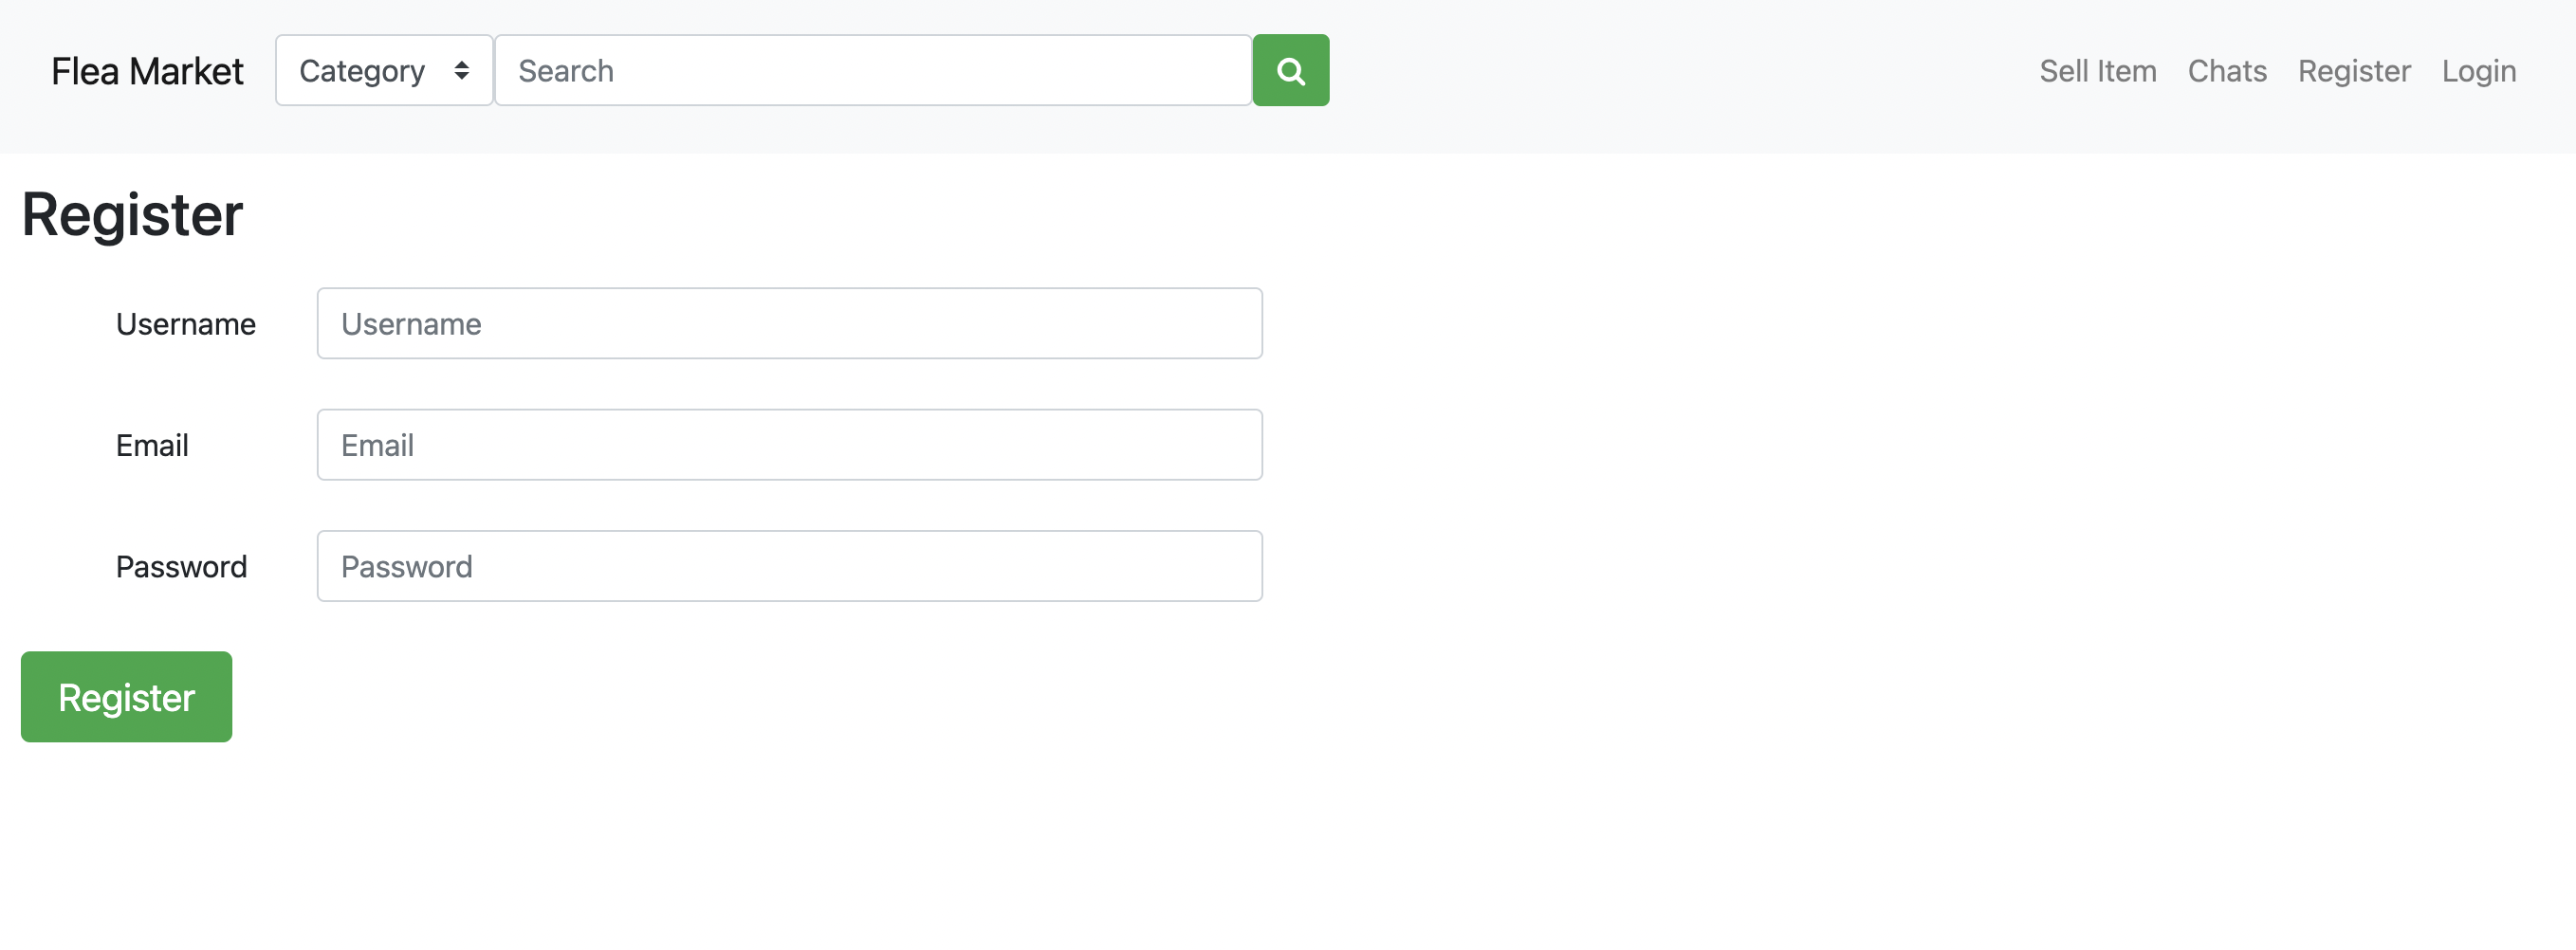 Flea Market Category Search Sell Item Chats Register Login
Register
Username Username
Email Email
Password Password
Register